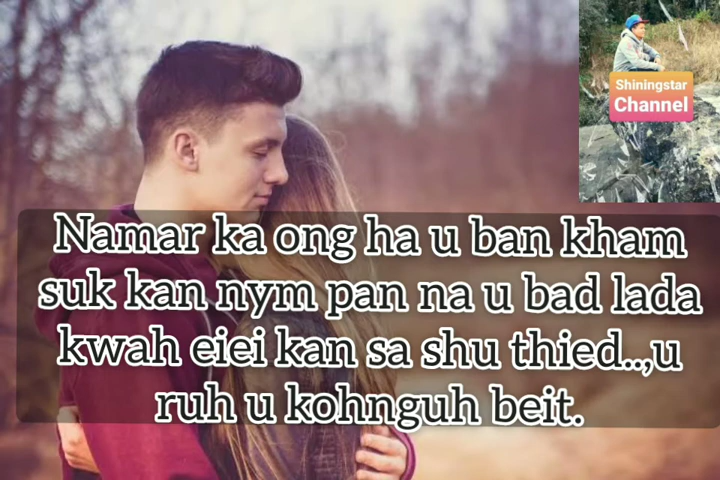 Shiningstar
Channel
Namar ka ong ha u ban kham
suk kan nym pan na u bad lada
kwah eiei kan sa shu thied..,u
ruh u kohnguh beit.